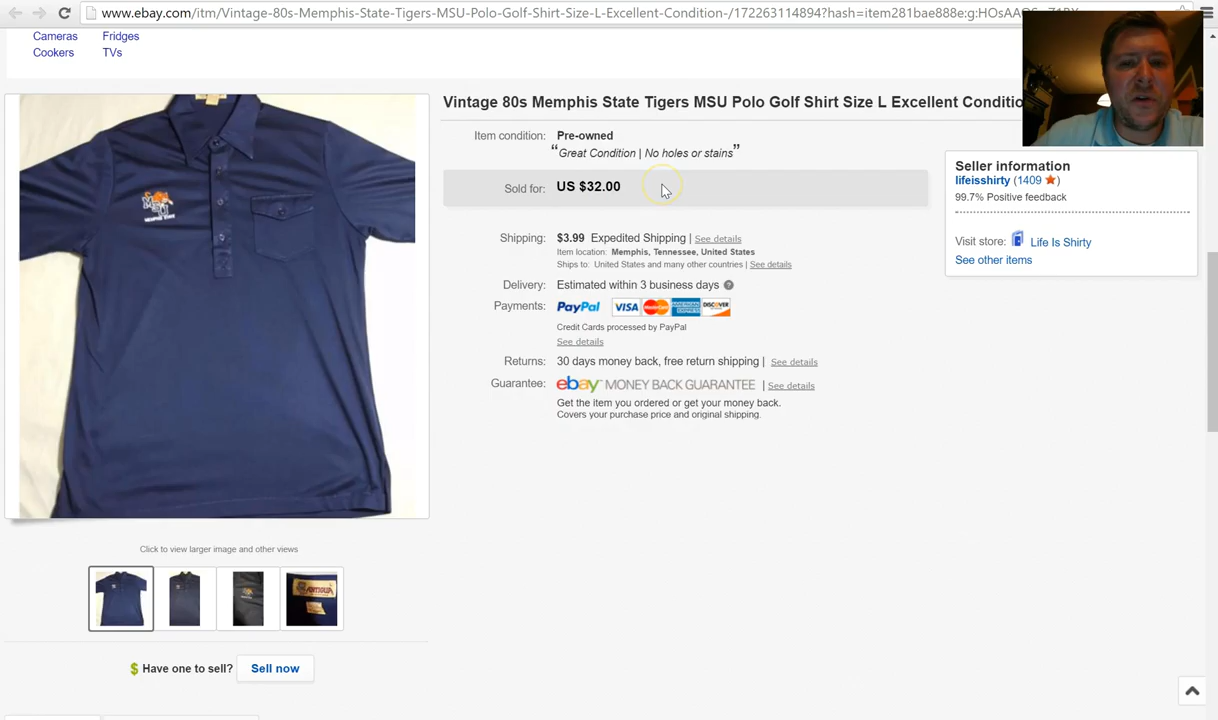 www.ebay.com/itm/Vintage-80s-Memphis-State-Tigers-MSU-Polo-Golf-Shirt-Size-L-Excellent-Condition-/172263114894?hash=item281bae888e:g:HOsAA
Cameras Fridges
Cookers TVs
Vintage 80s Memphis State Tigers MSU Polo Golf Shirt Size L Excellent Conditio
Item condition: Pre-owned
“Great Condition | No holes or stains”
Sold for: US $32.00
Shipping: $3.99 Expedited Shipping | See details
Item location: Memphis, Tennessee, United States
Ships to: United States and many other countries | See details
Delivery: Estimated within 3 business days
Payments: PayPal VISA MasterCard AMERICAN EXPRESS DISCOVER
Credit Cards processed by PayPal
See details
Returns: 30 days money back, free return shipping | See details
Guarantee: ebay MONEY BACK GUARANTEE | See details
Get the item you ordered or get your money back.
Covers your purchase price and original shipping.
Seller information
lifeisshirty (1409)
99.7% Positive feedback
Visit store: Life Is Shirty
See other items
MEMPHIS STATE
Click to view larger image and other views
$ Have one to sell? Sell now